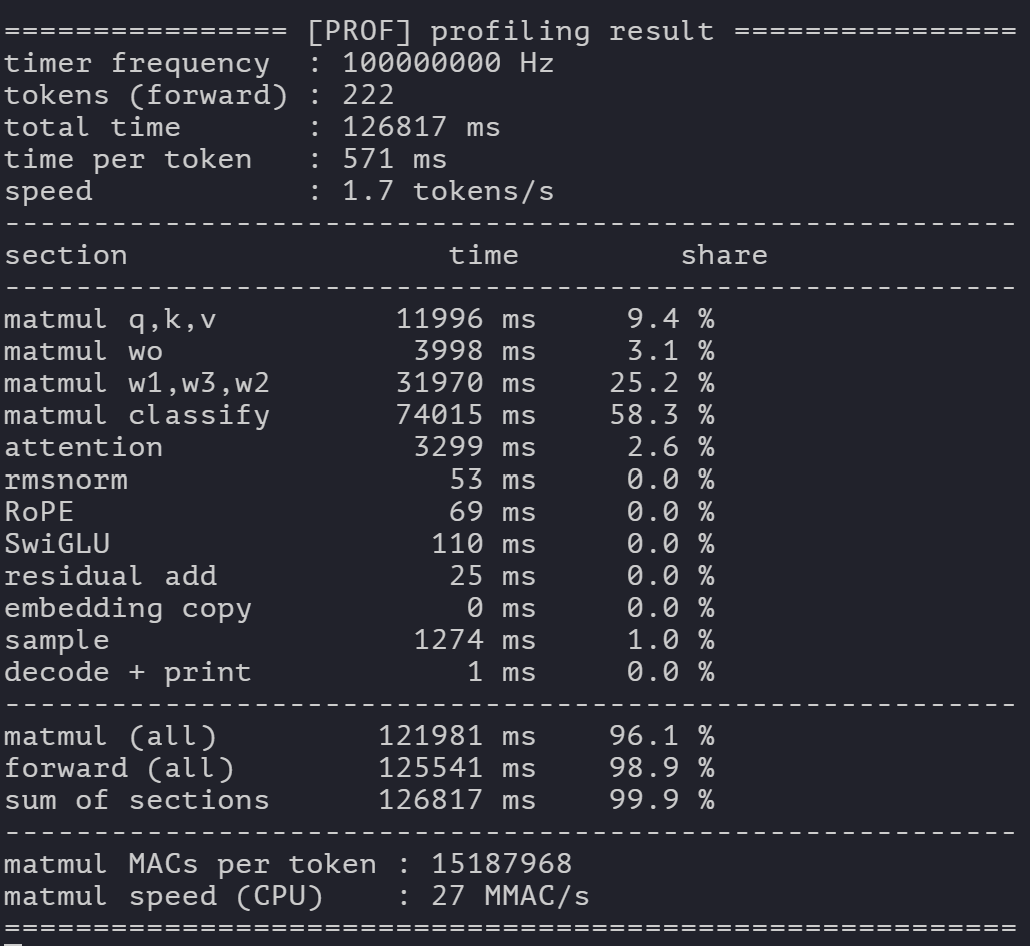 ================ [PROF] profiling result ================
timer frequency  : 100000000 Hz
tokens (forward) : 222
total time       : 126817 ms
time per token   : 571 ms
speed            : 1.7 tokens/s
---------------------------------------------------------
section                  time         share
---------------------------------------------------------
matmul q,k,v          11996 ms     9.4 %
matmul wo              3998 ms     3.1 %
matmul w1,w3,w2       31970 ms    25.2 %
matmul classify       74015 ms    58.3 %
attention              3299 ms     2.6 %
rmsnorm                  53 ms     0.0 %
RoPE                     69 ms     0.0 %
SwiGLU                  110 ms     0.0 %
residual add             25 ms     0.0 %
embedding copy            0 ms     0.0 %
sample                 1274 ms     1.0 %
decode + print            1 ms     0.0 %
---------------------------------------------------------
matmul (all)         121981 ms    96.1 %
forward (all)        125541 ms    98.9 %
sum of sections      126817 ms    99.9 %
---------------------------------------------------------
matmul MACs per token : 15187968
matmul speed (CPU)    : 27 MMAC/s
=========================================================